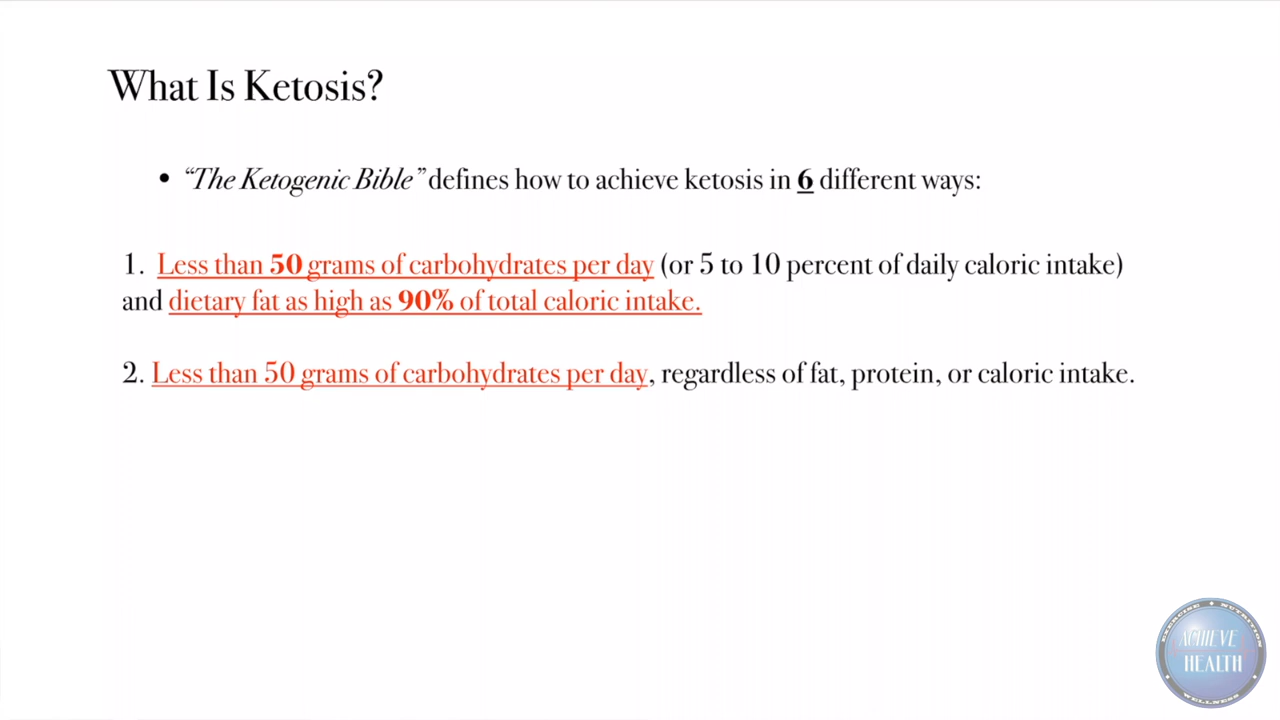 What Is Ketosis?
• “The Ketogenic Bible” defines how to achieve ketosis in 6 different ways:
1. Less than 50 grams of carbohydrates per day (or 5 to 10 percent of daily caloric intake)
and dietary fat as high as 90% of total caloric intake.
2. Less than 50 grams of carbohydrates per day, regardless of fat, protein, or caloric intake.
EXERCISE • NUTRITION
ACHIEVE
HEALTH
• WELLNESS •